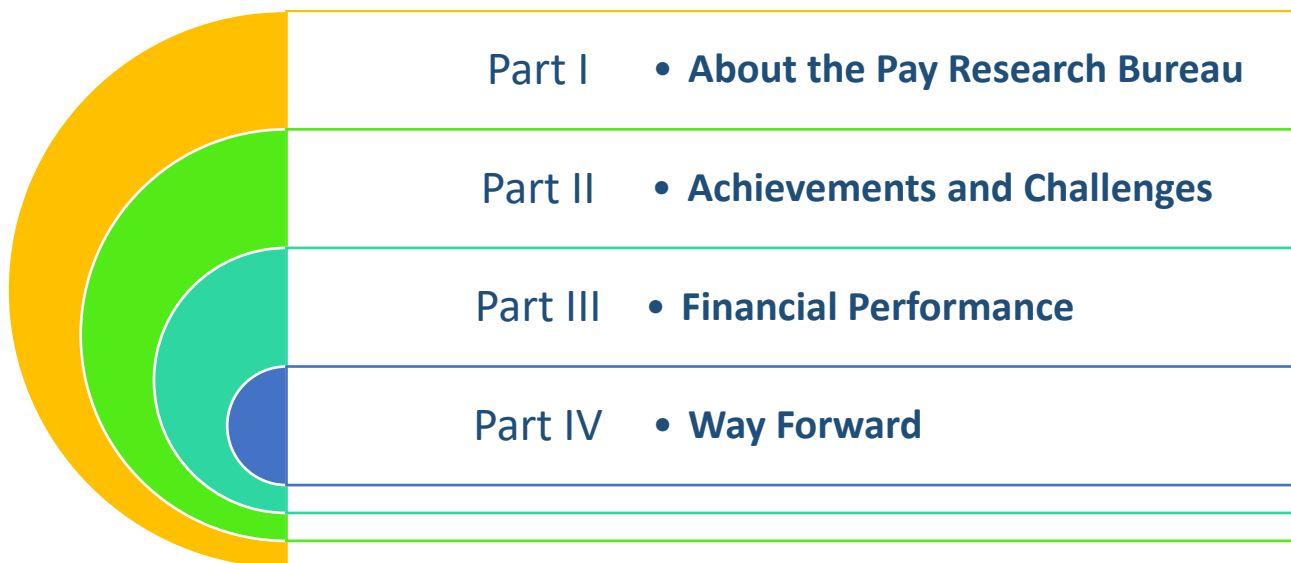 Part I • About the Pay Research Bureau
Part II • Achievements and Challenges
Part III • Financial Performance
Part IV • Way Forward